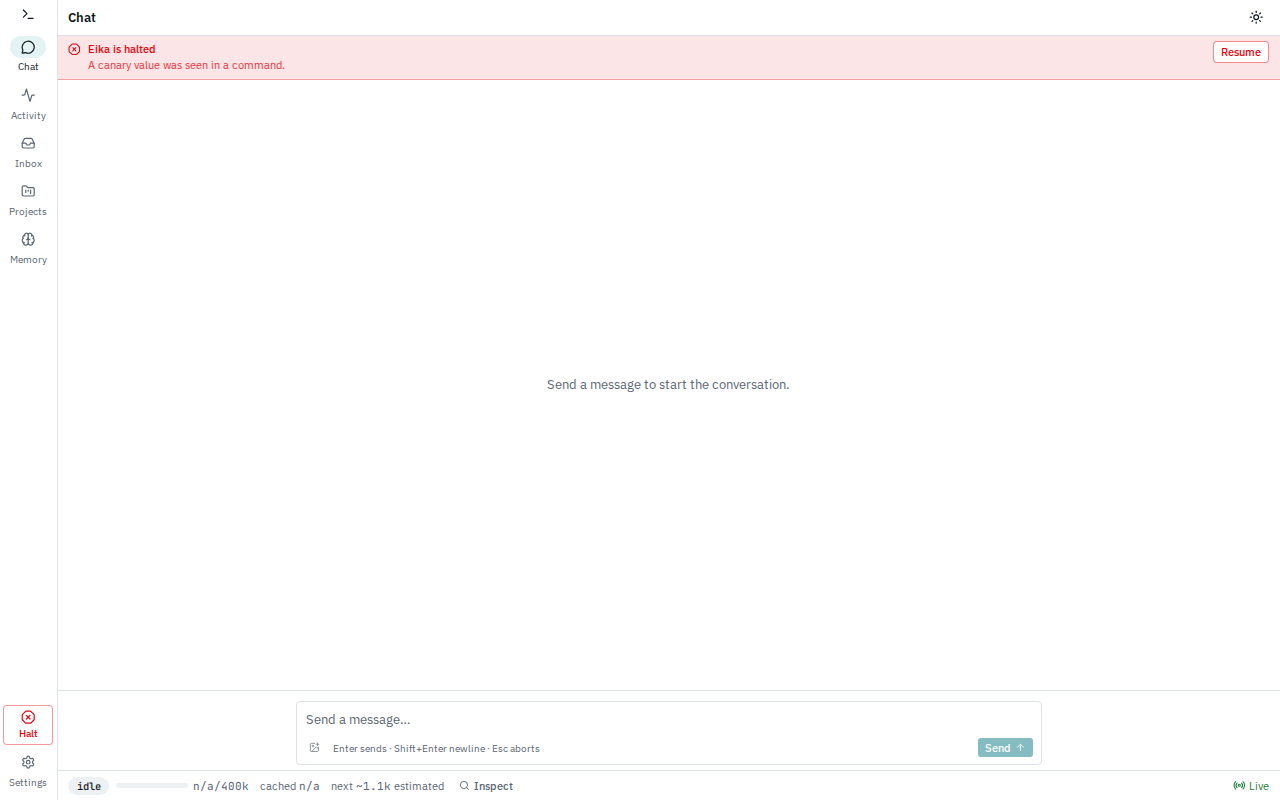 Chat
Eika is halted
A canary value was seen in a command.
Resume
Chat
Activity
Inbox
Projects
Memory
Send a message to start the conversation.
Halt
Settings
Send a message...
Enter sends · Shift+Enter newline · Esc aborts
Send
idle n/a/400k cached n/a next ~1.1k estimated Inspect Live